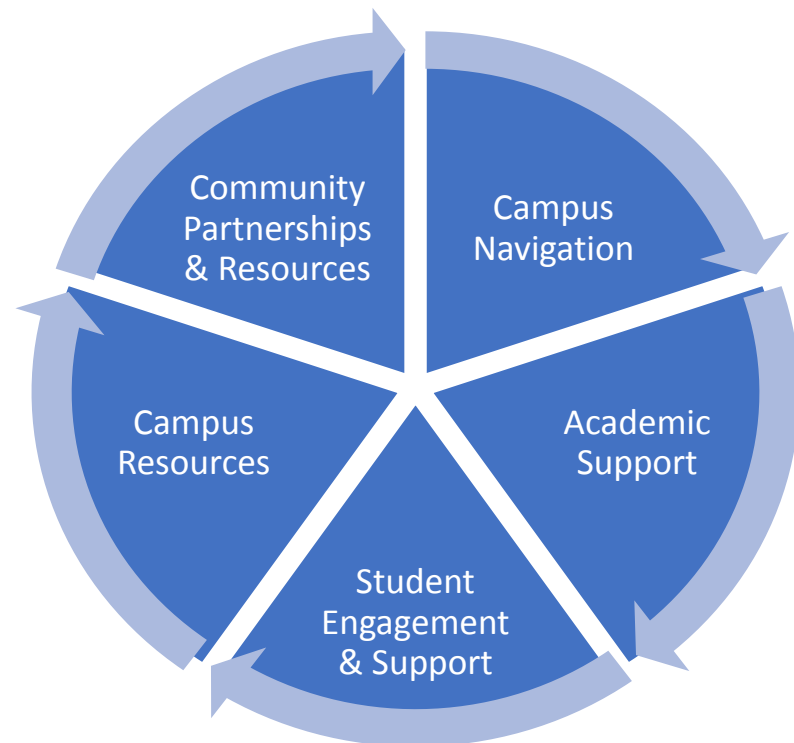 Community
Partnerships
& Resources
Campus
Navigation
Academic
Support
Student
Engagement
& Support
Campus
Resources